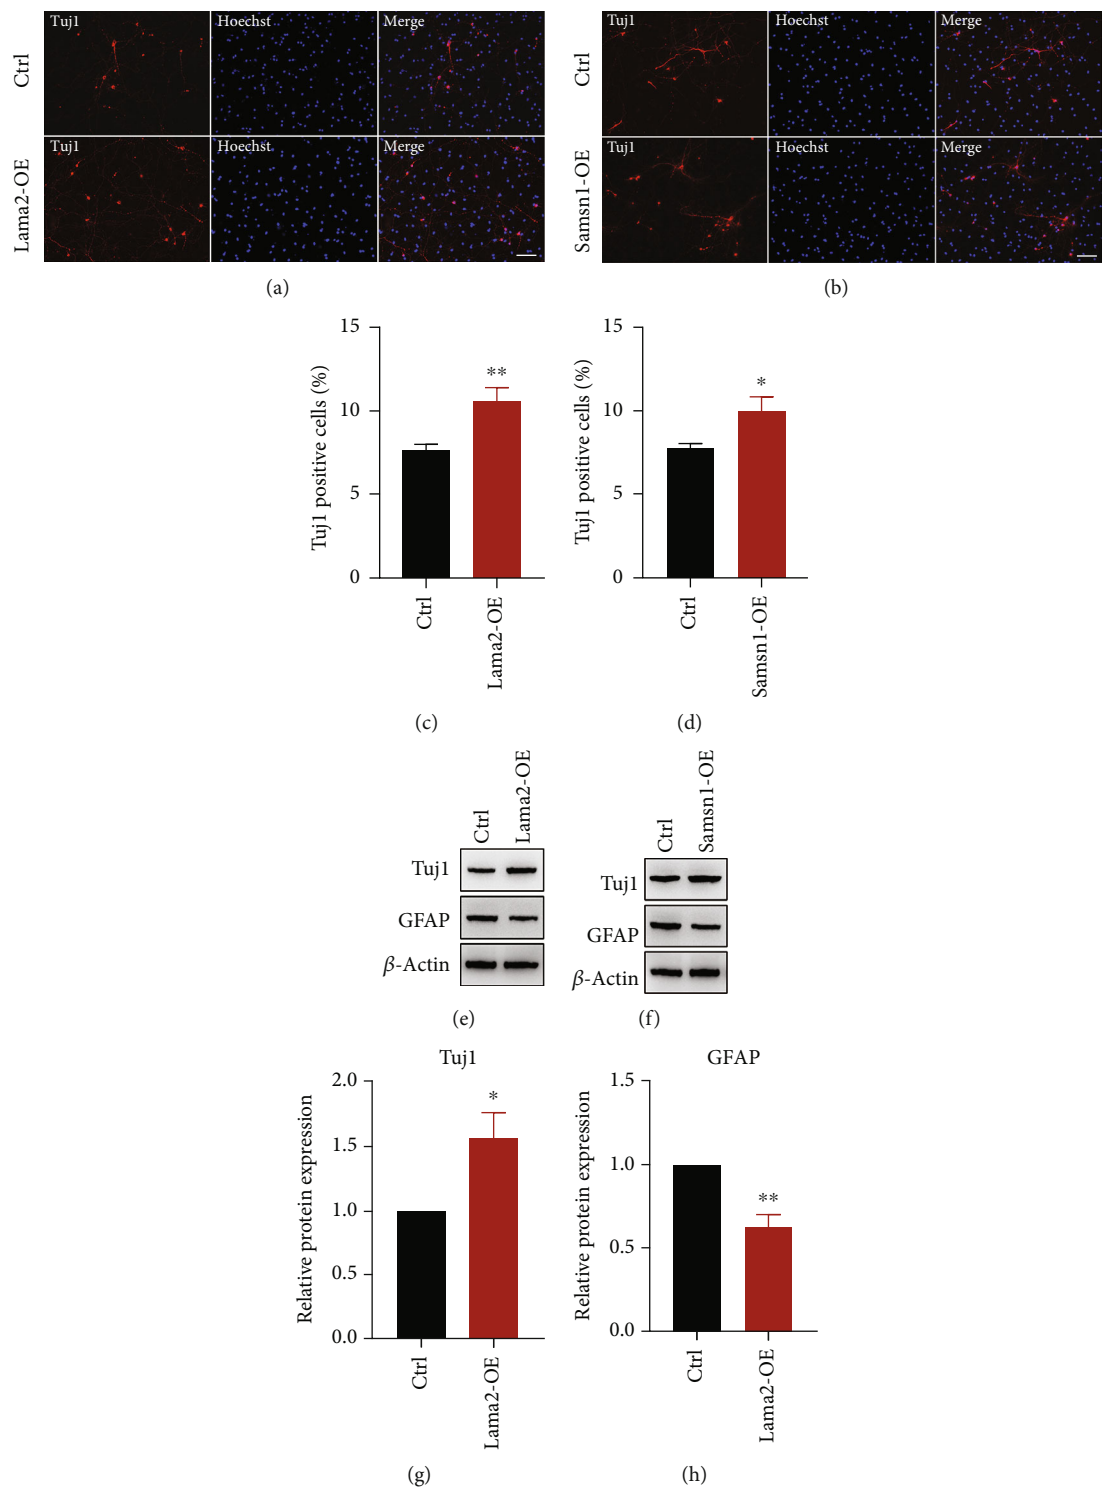 Tuj1 Hoechst Merge
Ctrl
Tuj1 Hoechst Merge
Lama2-OE
(a)
Tuj1 Hoechst Merge
Ctrl
Tuj1 Hoechst Merge
Samsn1-OE
(b)
Tuj1 positive cells (%)
15
10
5
0
**
Ctrl
Lama2-OE
(c)
Tuj1 positive cells (%)
15
10
5
0
*
Ctrl
Samsn1-OE
(d)
Ctrl
Lama2-OE
Tuj1
GFAP
β-Actin
(e)
Ctrl
Samsn1-OE
Tuj1
GFAP
β-Actin
(f)
Tuj1
Relative protein expression
2.0
1.5
1.0
0.5
0.0
*
Ctrl
Lama2-OE
(g)
GFAP
Relative protein expression
1.5
1.0
0.5
0.0
**
Ctrl
Lama2-OE
(h)